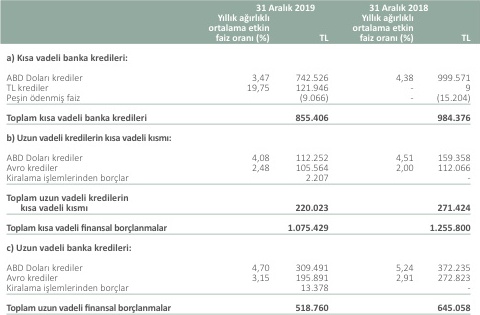 31 Aralık 2019 31 Aralık 2018
Yıllık ağırlıklı Yıllık ağırlıklı
ortalama etkin ortalama etkin
faiz oranı (%) TL faiz oranı (%) TL
a) Kısa vadeli banka kredileri:
ABD Doları krediler 3,47 742.526 4,38 999.571
TL krediler 19,75 121.946 - 9
Peşin ödenmiş faiz (9.066) - (15.204)
Toplam kısa vadeli banka kredileri 855.406 984.376
b) Uzun vadeli kredilerin kısa vadeli kısmı:
ABD Doları krediler 4,08 112.252 4,51 159.358
Avro krediler 2,48 105.564 2,00 112.066
Kiralama işlemlerinden borçlar 2.207 -
Toplam uzun vadeli kredilerin
kısa vadeli kısmı 220.023 271.424
Toplam kısa vadeli finansal borçlanmalar 1.075.429 1.255.800
c) Uzun vadeli banka kredileri:
ABD Doları krediler 4,70 309.491 5,24 372.235
Avro krediler 3,15 195.891 2,91 272.823
Kiralama işlemlerinden borçlar 13.378 -
Toplam uzun vadeli finansal borçlanmalar 518.760 645.058